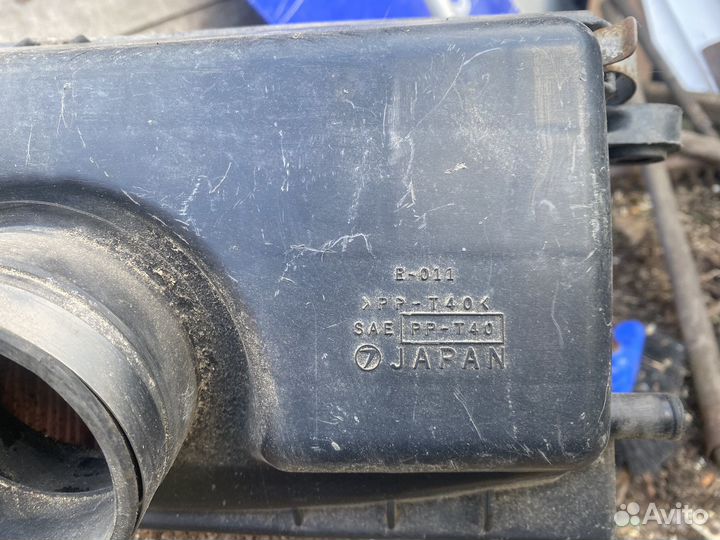 E-011
>PP-T40<
SAE PP-T40
7 JAPAN
Avito